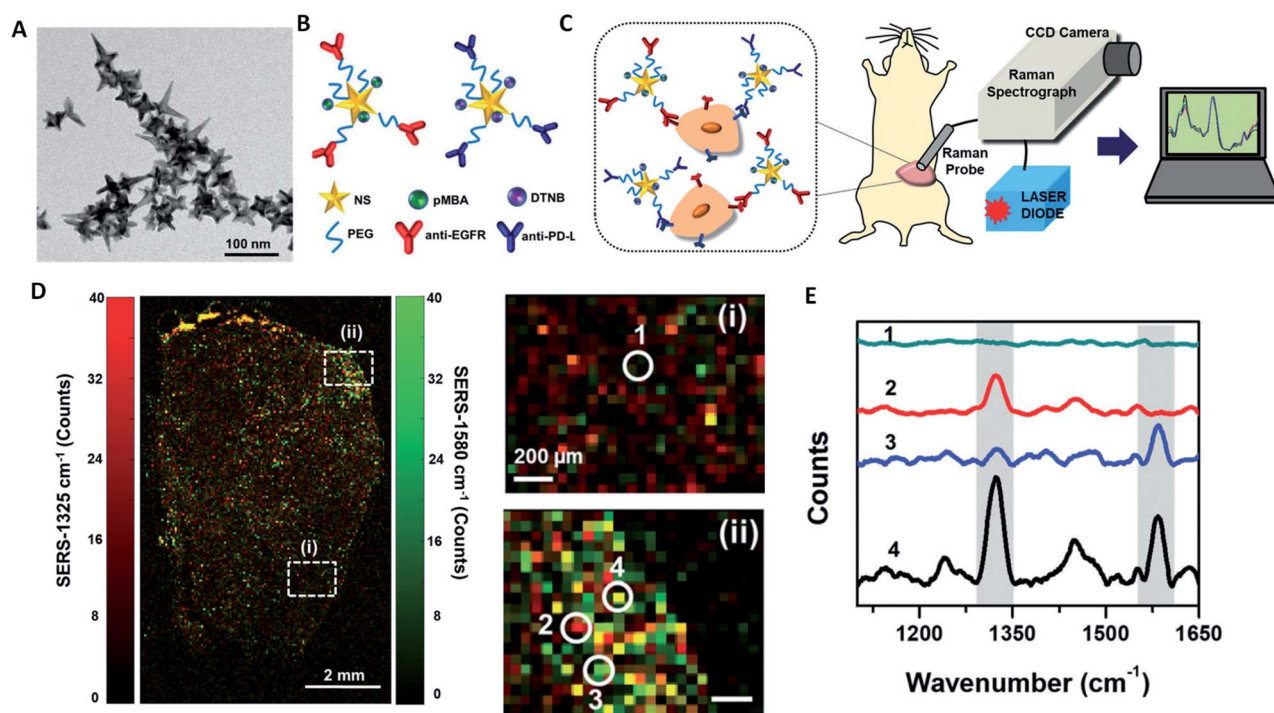 A
100 nm
B
NS
pMBA
DTNB
PEG
anti-EGFR
anti-PD-L
C
CCD Camera
Raman
Spectrograph
Raman
Probe
LASER
DIODE
D
SERS-1325 cm⁻¹ (Counts)
40
32
24
16
8
0
(ii)
(i)
2 mm
40
32
24
16
8
0
SERS-1580 cm⁻¹ (Counts)
(i)
1
200 µm
(ii)
4
2
3
E
Counts
1
2
3
4
1200
1350
1500
1650
Wavenumber (cm⁻¹)